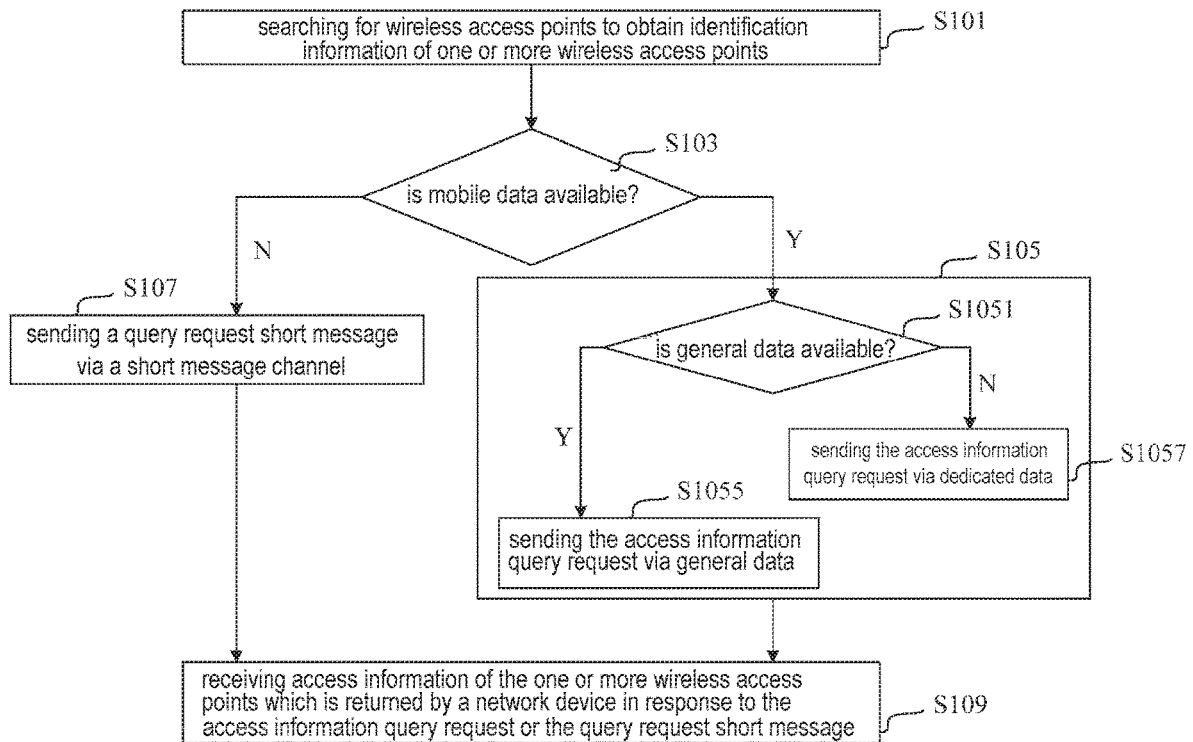 searching for wireless access points to obtain identification
information of one or more wireless access points
S101
S103
is mobile data available?
N
Y
S105
S107
sending a query request short message
via a short message channel
S1051
is general data available?
Y
N
sending the access information
query request via dedicated data
S1057
S1055
sending the access information
query request via general data
receiving access information of the one or more wireless access
points which is returned by a network device in response to the
access information query request or the query request short message
S109